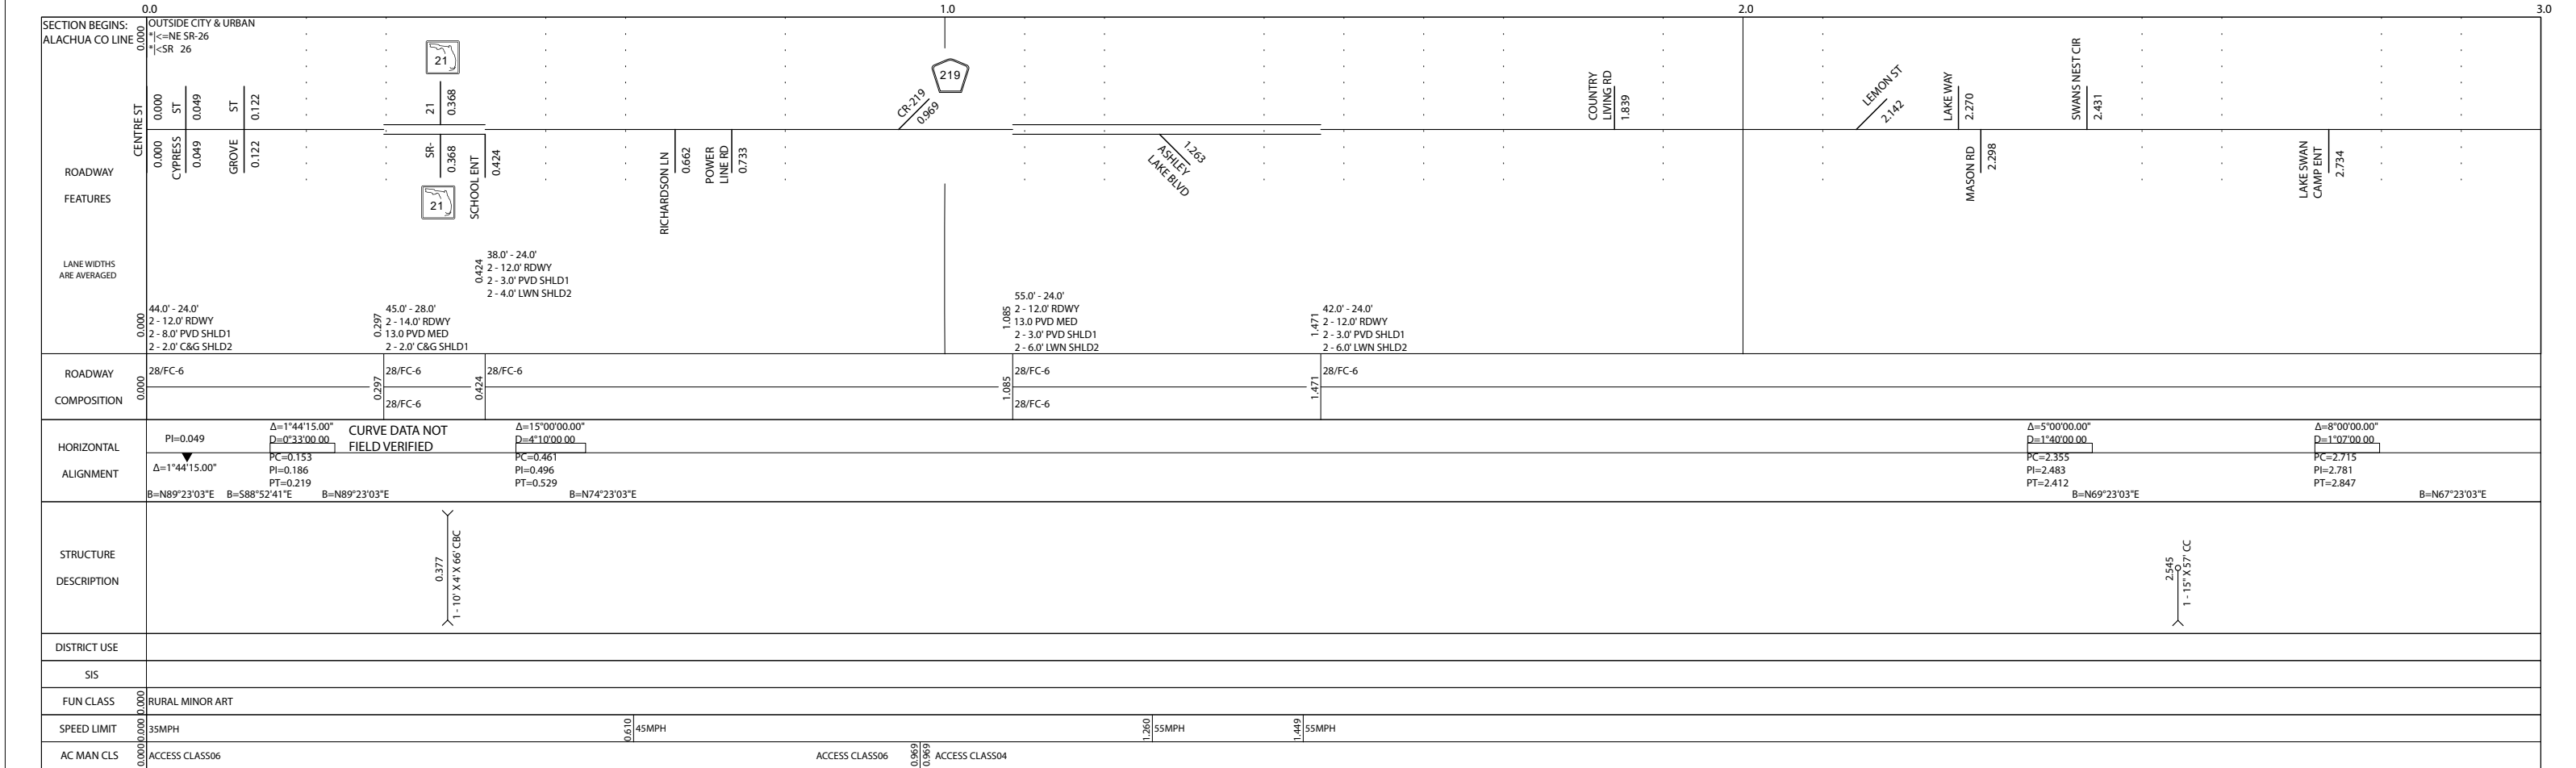 0.0
1.0
2.0
3.0
SECTION BEGINS:
ALACHUA CO LINE
0.000
OUTSIDE CITY & URBAN
*|<=NE SR-26
*|<SR 26
CENTRE ST
0.000
0.000
CYPRESS ST
0.049
0.049
GROVE ST
0.122
0.122
21
SR- 21
0.368
0.368
21
SCHOOL ENT
0.424
RICHARDSON LN
0.662
POWER
LINE RD
0.733
CR-219
0.969
219
ASHLEY
LAKE BLVD
1.263
COUNTRY
LIVING RD
1.839
LEMON ST
2.142
LAKE WAY
2.270
MASON RD
2.298
SWANS NEST CIR
2.431
LAKE SWAN
CAMP ENT
2.734
ROADWAY
FEATURES
LANE WIDTHS
ARE AVERAGED
0.000
44.0' - 24.0'
2 - 12.0' RDWY
2 - 8.0' PVD SHLD1
2 - 2.0' C&G SHLD2
0.297
45.0' - 28.0'
2 - 14.0' RDWY
13.0 PVD MED
2 - 2.0' C&G SHLD1
0.424
38.0' - 24.0'
2 - 12.0' RDWY
2 - 3.0' PVD SHLD1
2 - 4.0' LWN SHLD2
1.085
55.0' - 24.0'
2 - 12.0' RDWY
13.0 PVD MED
2 - 3.0' PVD SHLD1
2 - 6.0' LWN SHLD2
1.471
42.0' - 24.0'
2 - 12.0' RDWY
2 - 3.0' PVD SHLD1
2 - 6.0' LWN SHLD2
ROADWAY
COMPOSITION
0.000
28/FC-6
0.297
28/FC-6
28/FC-6
0.424
28/FC-6
1.085
28/FC-6
28/FC-6
1.471
28/FC-6
HORIZONTAL
ALIGNMENT
PI=0.049
Δ=1°44'15.00"
B=N89°23'03"E
Δ=1°44'15.00"
D=0°33'00 00
PC=0.153
PI=0.186
PT=0.219
B=S88°52'41"E
B=N89°23'03"E
CURVE DATA NOT
FIELD VERIFIED
Δ=15°00'00.00"
D=4°10'00 00
PC=0.461
PI=0.496
PT=0.529
B=N74°23'03"E
Δ=5°00'00.00"
D=1°40'00 00
PC=2.355
PI=2.483
PT=2.412
B=N69°23'03"E
Δ=8°00'00.00"
D=1°07'00 00
PC=2.715
PI=2.781
PT=2.847
B=N67°23'03"E
STRUCTURE
DESCRIPTION
0.377
1 - 10' X 4' X 66' CBC
2.545
1 - 15" X 57' CC
DISTRICT USE
SIS
FUN CLASS
0.000
RURAL MINOR ART
SPEED LIMIT
0.000
35MPH
0.610
45MPH
1.260
55MPH
1.449
55MPH
AC MAN CLS
0.000
ACCESS CLASS06
ACCESS CLASS06
0.969
0.969
ACCESS CLASS04